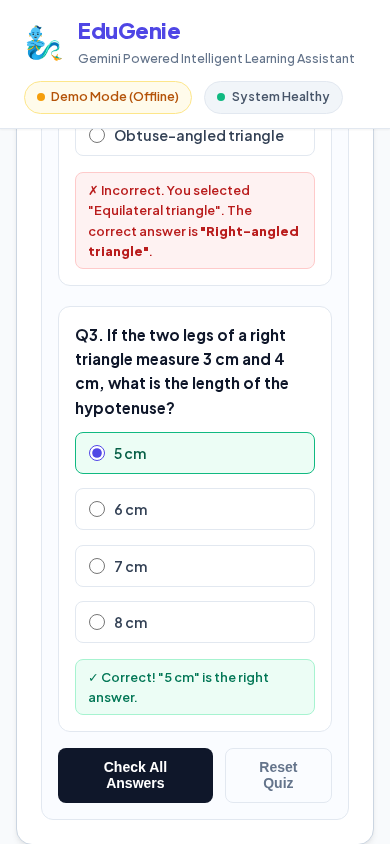 EduGenie
Gemini Powered Intelligent Learning Assistant
Demo Mode (Offline)
System Healthy
Obtuse-angled triangle
✗ Incorrect. You selected
"Equilateral triangle". The
correct answer is "Right-angled
triangle".
Q3. If the two legs of a right
triangle measure 3 cm and 4
cm, what is the length of the
hypotenuse?
5 cm
6 cm
7 cm
8 cm
✓ Correct! "5 cm" is the right
answer.
Check All
Answers
Reset
Quiz